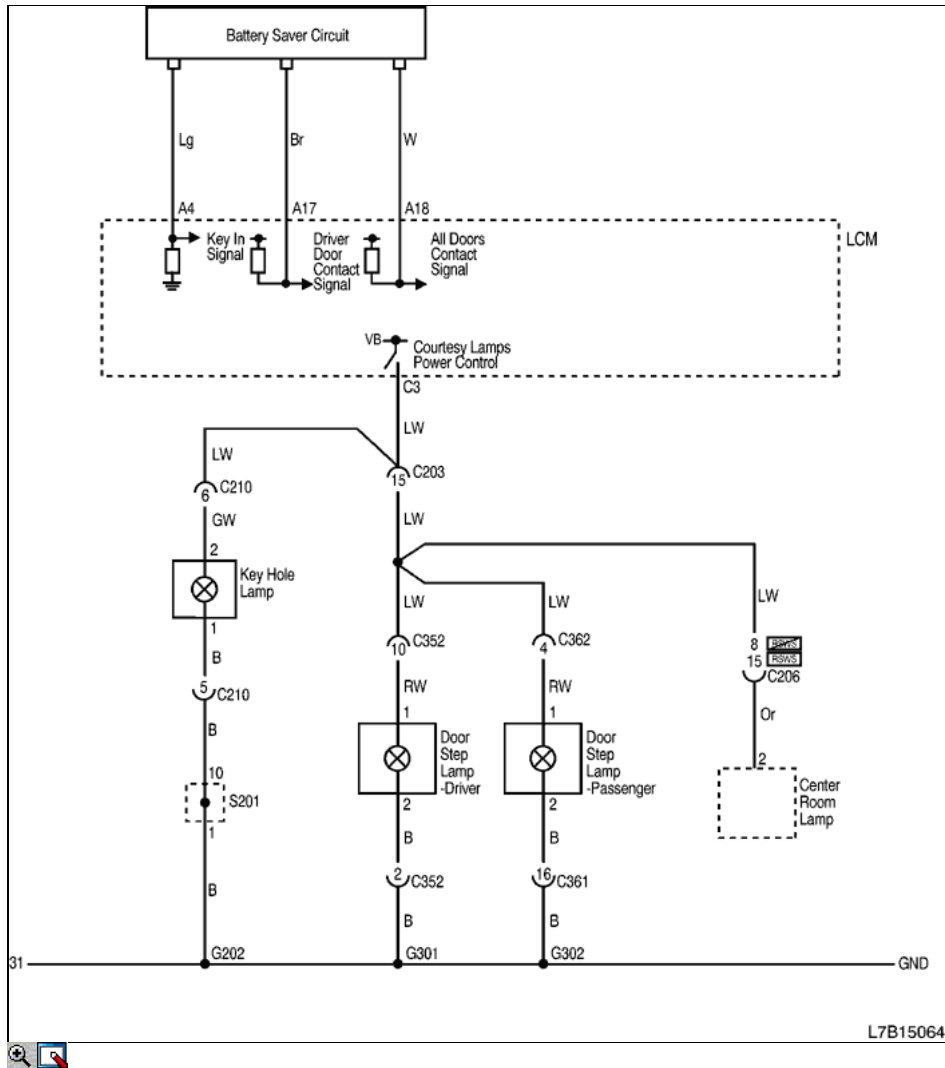 Battery Saver Circuit
Lg
Br
W
A4
A17
A18
Key In
Signal
Driver
Door
Contact
Signal
All Doors
Contact
Signal
LCM
VB
Courtesy Lamps
Power Control
C3
LW
LW
15
C203
6
C210
LW
GW
2
Key Hole
Lamp
LW
LW
LW
10
C352
4
C362
8
RSWS
15
RSWS
C206
1
B
RW
RW
Or
5
C210
1
1
2
B
Door
Step
Lamp
-Driver
Door
Step
Lamp
-Passenger
Center
Room
Lamp
10
S201
2
2
1
B
B
2
C352
16
C361
B
B
B
31
G202
G301
G302
GND
L7B15064